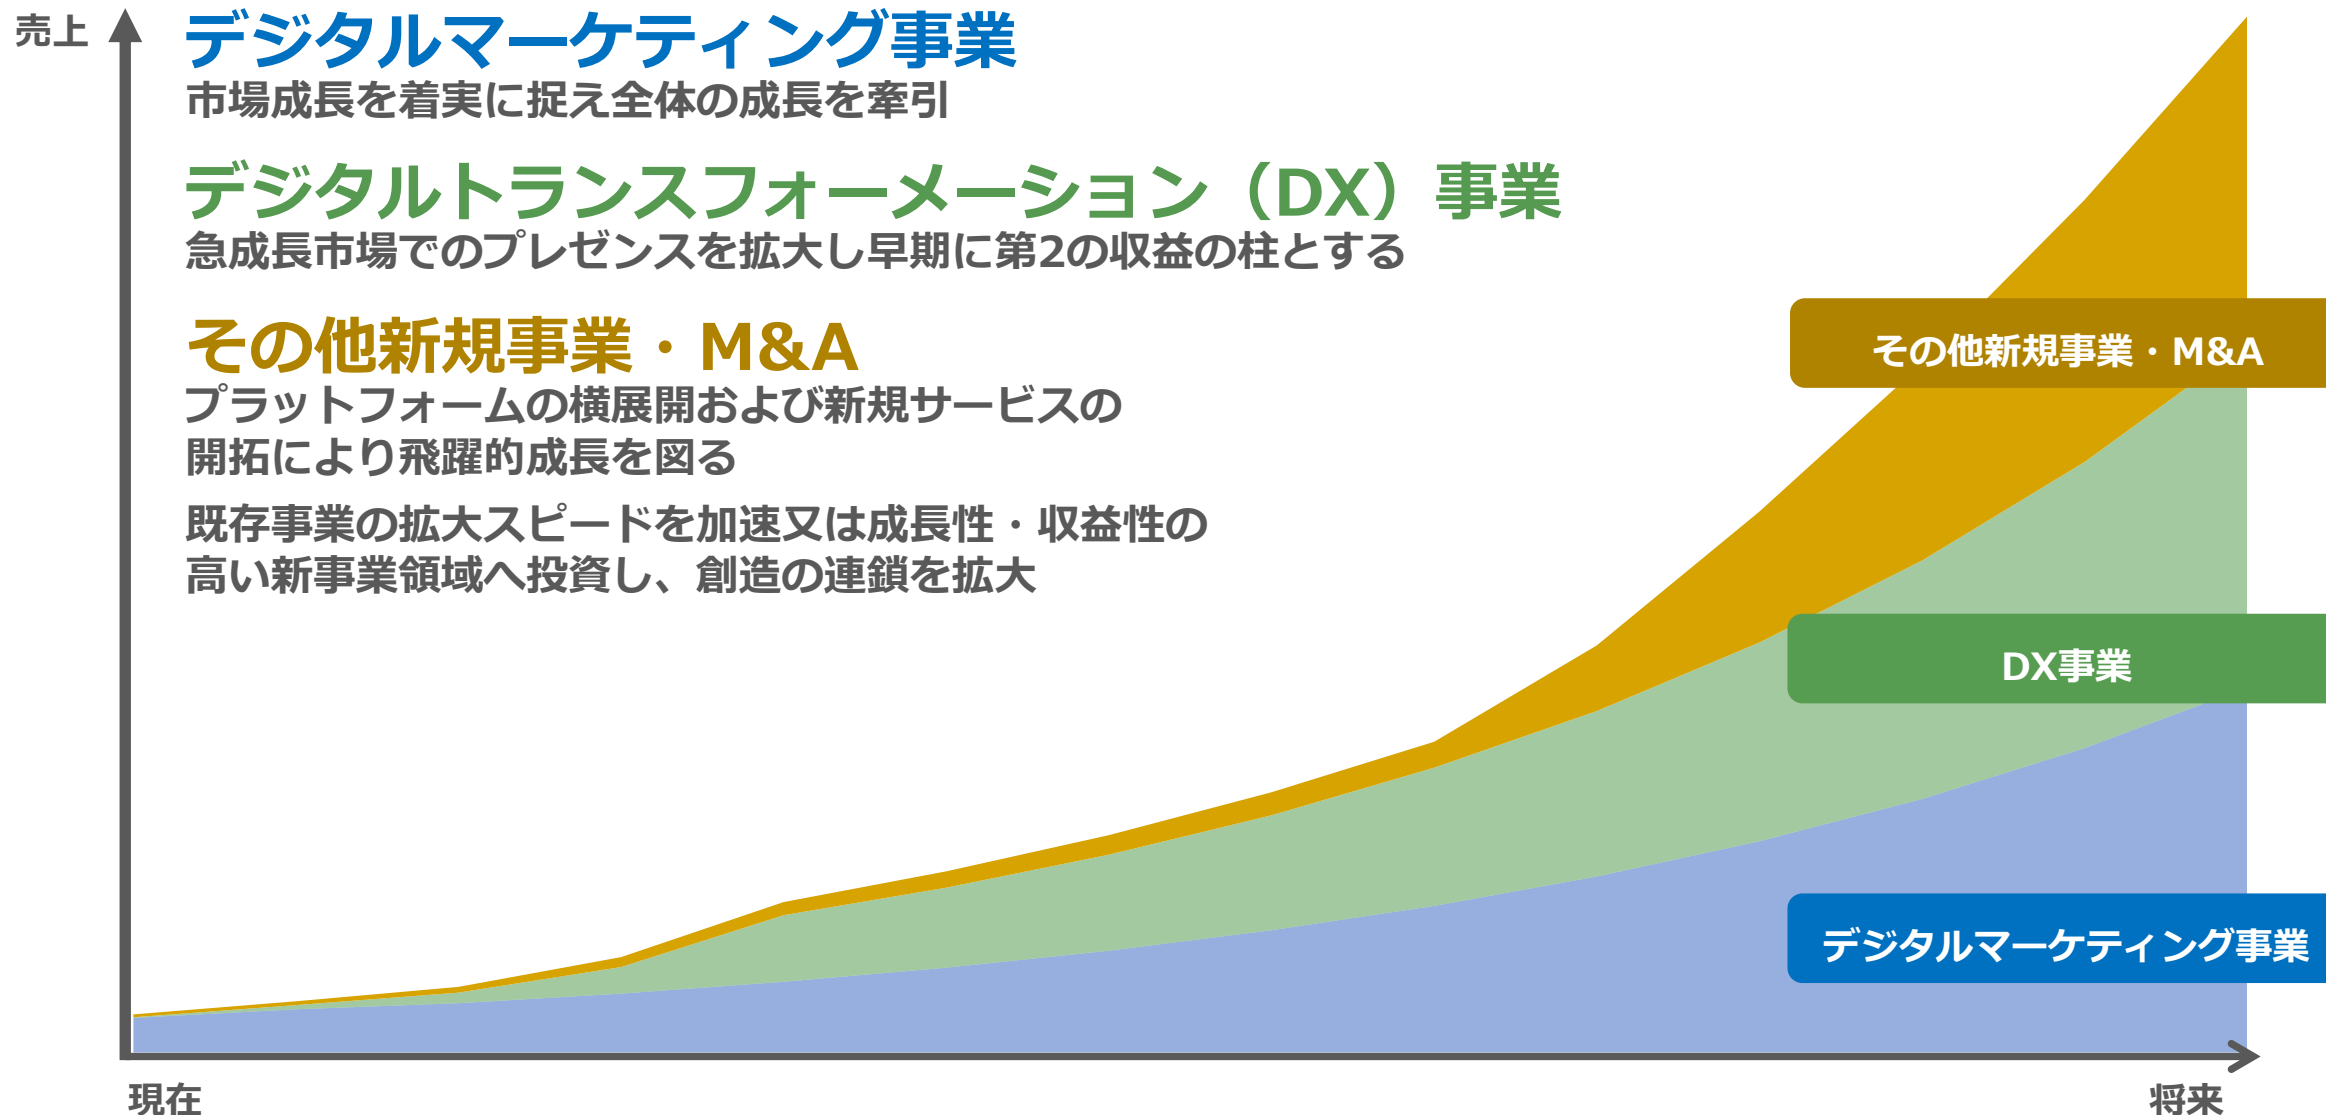 売上
デジタルマーケティング事業
市場成長を着実に捉え全体の成長を牽引
デジタルトランスフォーメーション（DX）事業
急成長市場でのプレゼンスを拡大し早期に第2の収益の柱とする
その他新規事業・M&A
プラットフォームの横展開および新規サービスの
開拓により飛躍的成長を図る
既存事業の拡大スピードを加速又は成長性・収益性の
高い新事業領域へ投資し、創造の連鎖を拡大
その他新規事業・M&A
DX事業
デジタルマーケティング事業
現在
将来